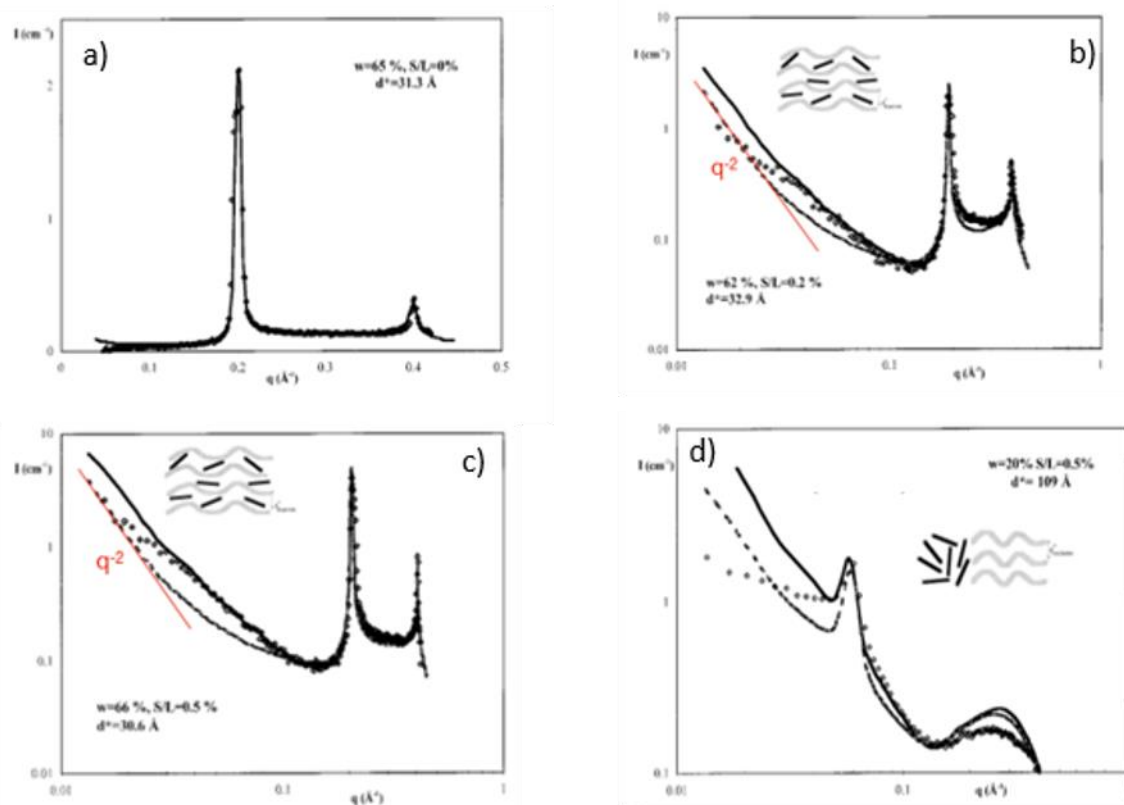 a)
I (cm⁻¹)
w=65 %, S/L=0%
d*=31.3 Å
2
1
0
0 0.1 0.2 0.3 0.4 0.5
q (Å⁻¹)
b)
10
I (cm⁻¹)
1
q⁻²
0.1
w=62 %, S/L=0.2 %
d*=32.9 Å
0.01
0.01 0.1 1
q (Å⁻¹)
c)
10
I (cm⁻¹)
1
q⁻²
0.1
w=66 %, S/L=0.5 %
d*=30.6 Å
0.01
0.01 0.1 1
q (Å⁻¹)
d)
10
I (cm⁻¹)
w=20% S/L=0.5%
d*= 109 Å
1
0.1
0.01 0.1
q (Å⁻¹)